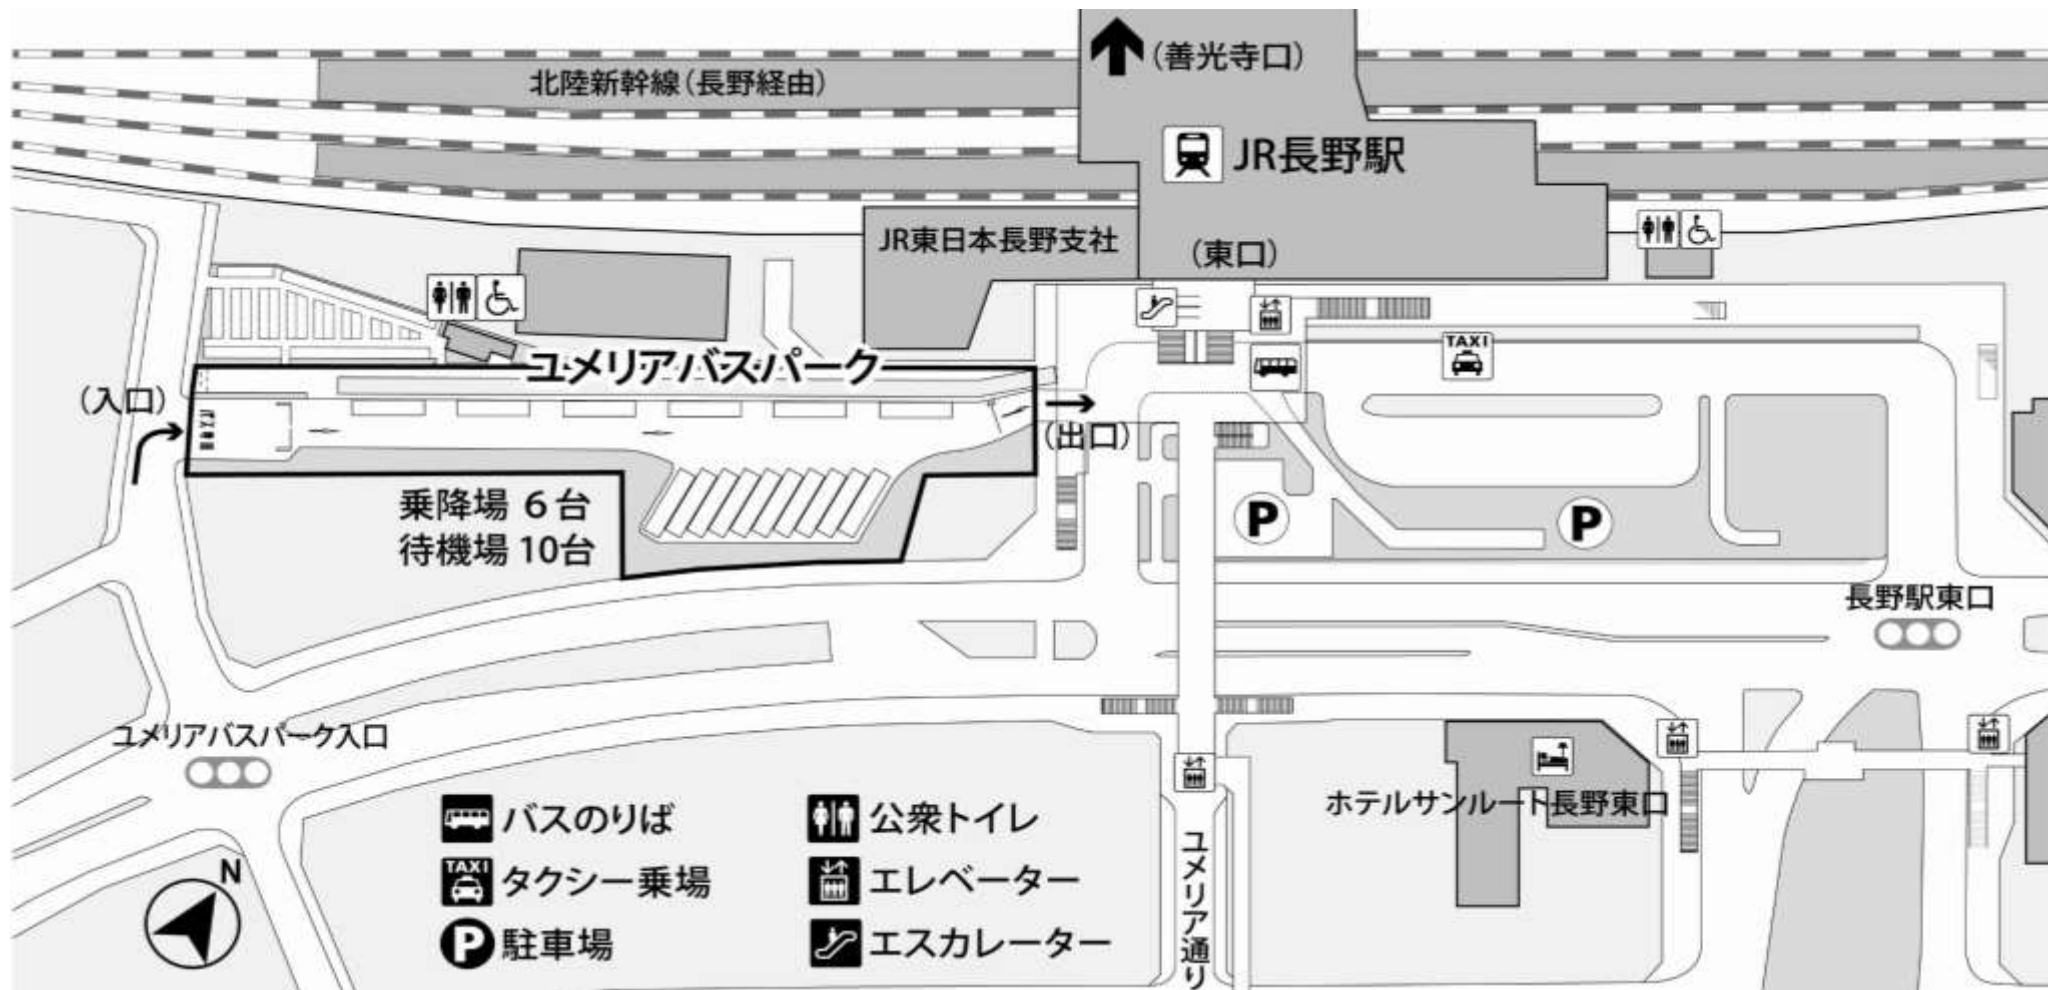 (善光寺口)
北陸新幹線(長野経由)
JR長野駅
JR東日本長野支社
(東口)
TAXI
ユメリアバスパーク
(入口)
(出口)
乗降場 6台
待機場 10台
P
P
長野駅東口
ユメリアバスパーク入口
ホテルサンルート長野東口
ユメリア通り
N
バスのりば
TAXI
タクシー乗場
P
駐車場
公衆トイレ
エレベーター
エスカレーター